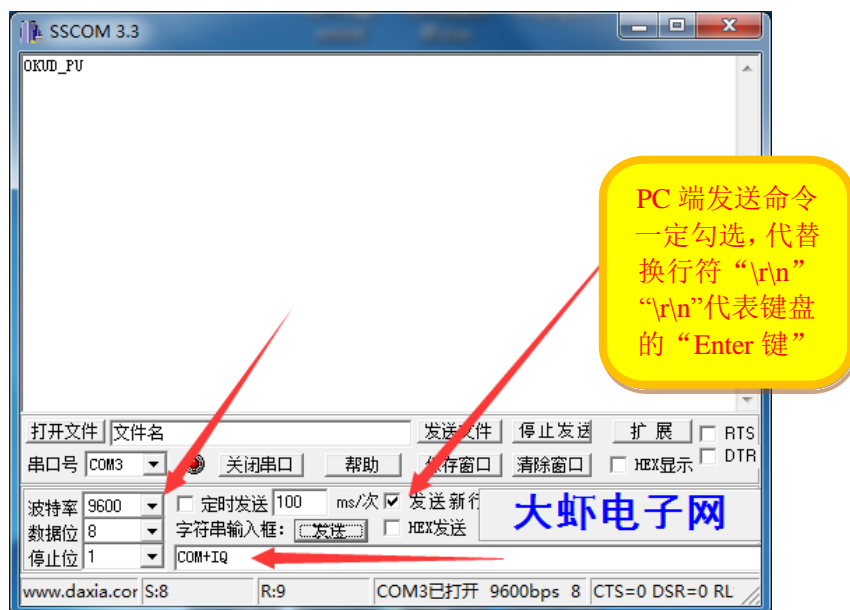 SSCOM 3.3
OKUD_PU
PC 端发送命令
一定勾选，代替
换行符“\r\n”
“\r\n”代表键盘
的“Enter 键”
打开文件 文件名 发送文件 停止发送 扩 展 RTS
串口号 COM3 关闭串口 帮助 保存窗口 清除窗口 HEX显示 DTR
波特率 9600 定时发送 100 ms/次 发送新行
数据位 8 字符串输入框： 发送 HEX发送 大虾电子网
停止位 1 COM+IQ
www.daxia.cor S:8 R:9 COM3已打开 9600bps 8 CTS=0 DSR=0 RL